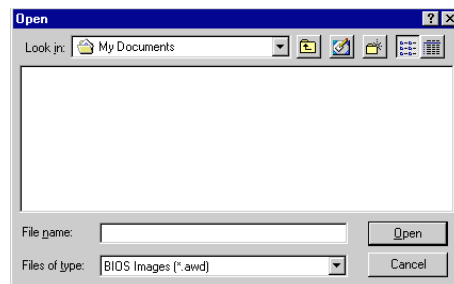 Open
Look in: My Documents
File name: Open
Files of type: BIOS Images (*.awd) Cancel